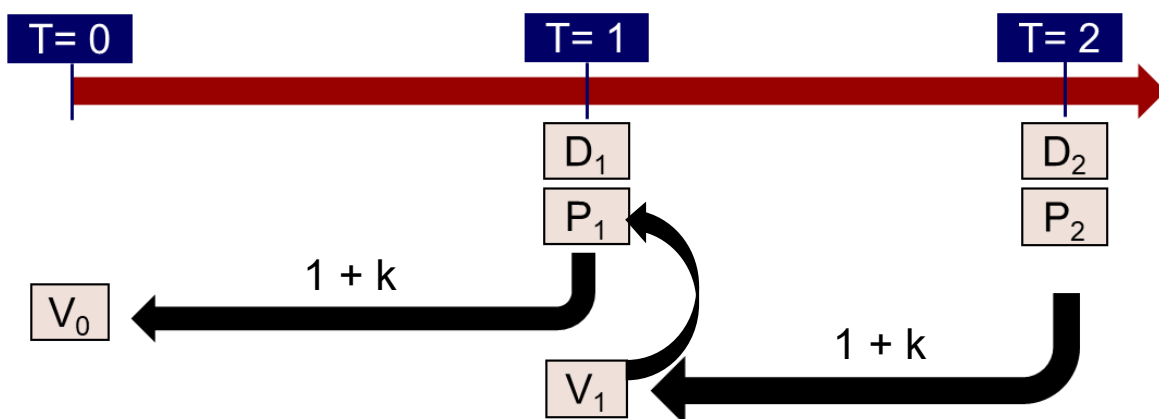 T= 0
T= 1
T= 2
D₁
D₂
P₁
P₂
1 + k
V₀
1 + k
V₁